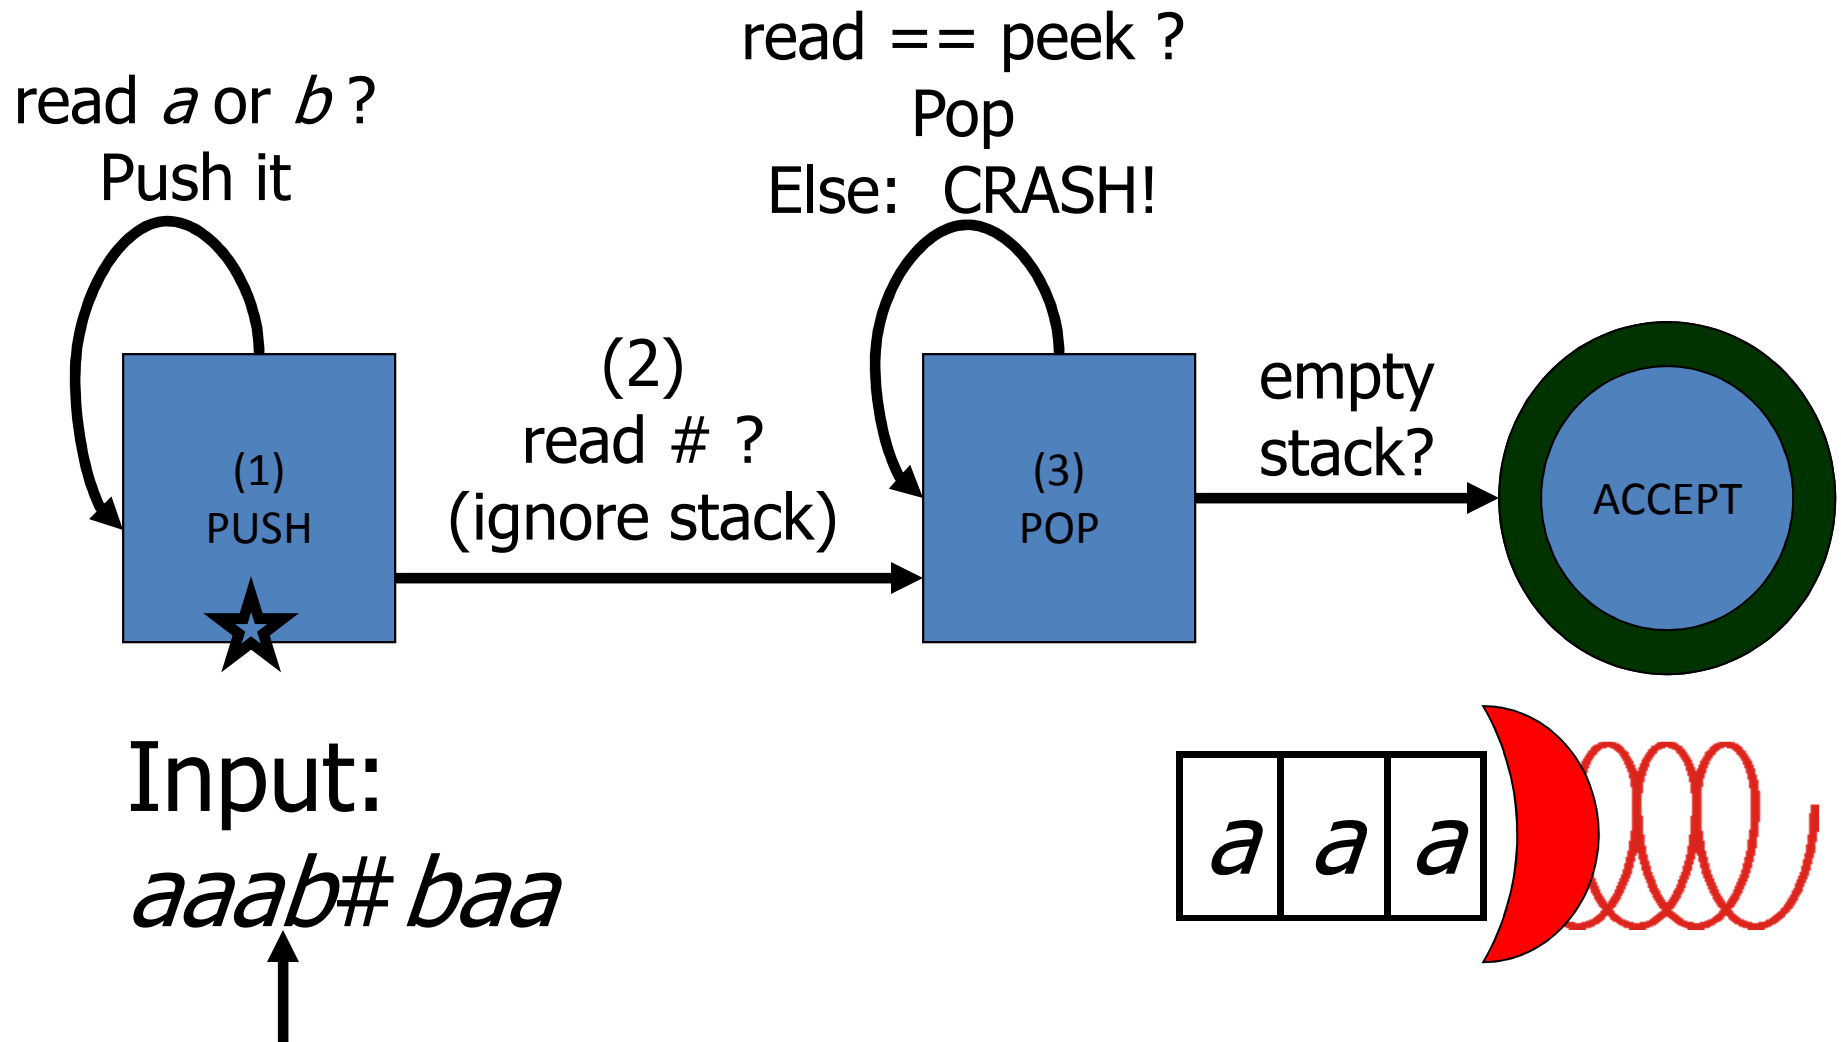 read a or b ?
Push it
read == peek ?
Pop
Else: CRASH!
(1)
PUSH
(2)
read # ?
(ignore stack)
(3)
POP
empty
stack?
ACCEPT
Input:
aaab#baa
a a a